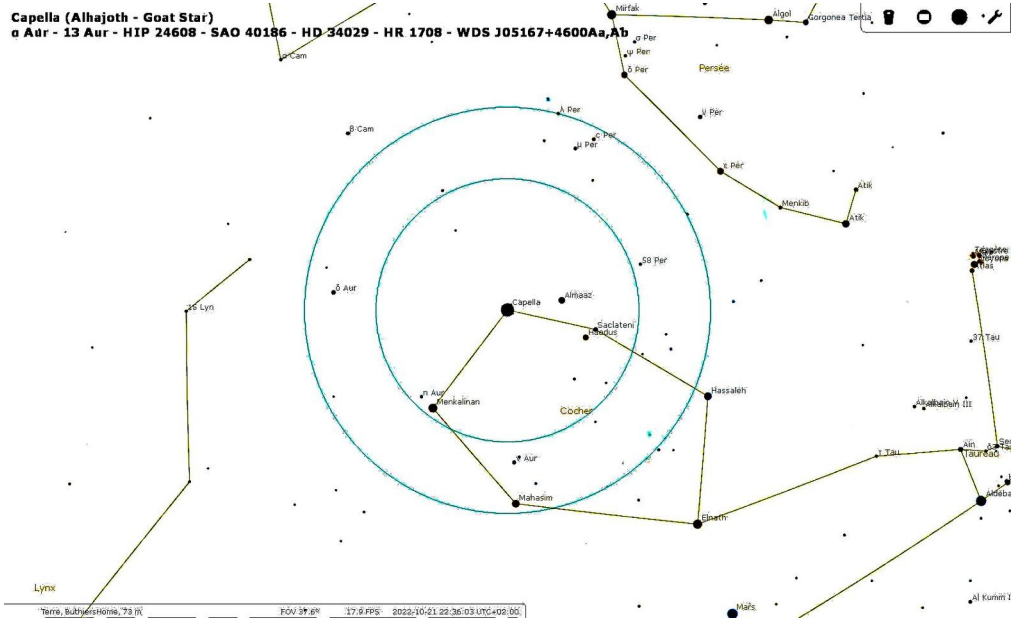 Capella (Alhajoth - Goat Star)
α Aur - 13 Aur - HIP 24608 - SAO 40186 - HD 34029 - HR 1708 - WDS J05167+4600Aa,Ab
Mirfak
Algol
Gorgonea Tertia
σ Per
ψ Per
δ Per
Persée
α Cam
λ Per
ν Per
β Cam
c Per
μ Per
ε Per
Atik
Menkib
Atik
58 Per
Atlas
δ Aur
Almaaz
Capella
16 Lyn
Saclateni
Haedus
37 Tau
π Aur
Menkalinan
Hassaleh
Cocher
Alkalbain III
Ain
Taureau
τ Tau
Aur
Mahasim
Elnath
Lynx
Mars
Terre, ButhiersHome, 73 m
FOV 37.6°
17.9 FPS
2022-10-21 22:36:03 UTC+02:00